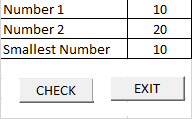 Number 1 10
Number 2 20
Smallest Number 10
CHECK EXIT